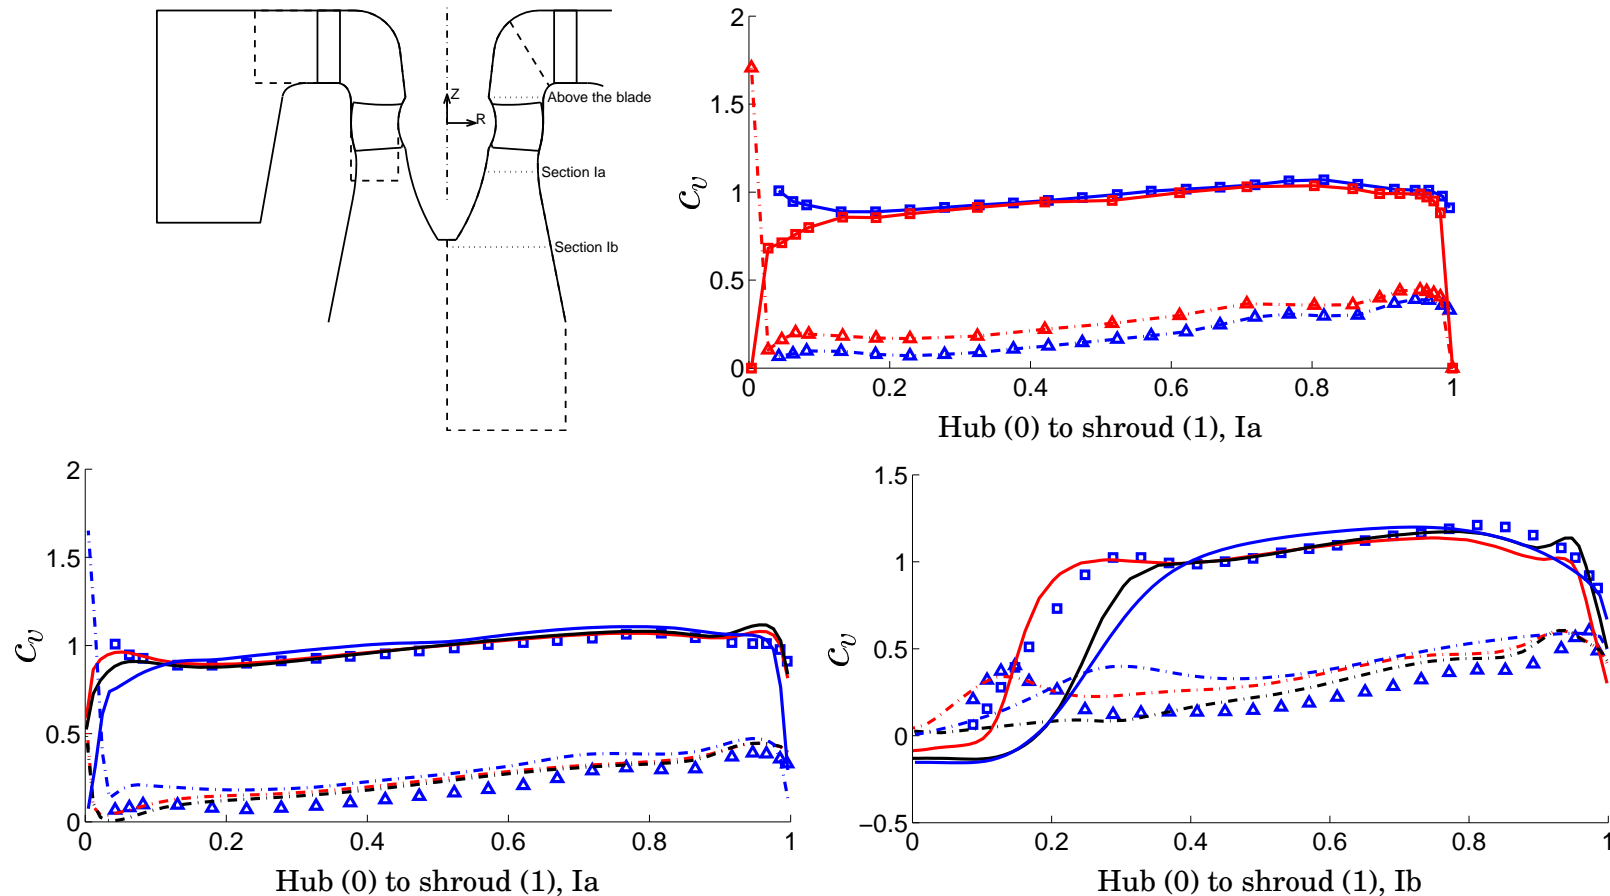 Z
R
Above the blade
Section Ia
Section Ib
2
1.5
1
0.5
0
0 0.2 0.4 0.6 0.8 1
c_v
Hub (0) to shroud (1), Ia
2
1.5
1
0.5
0
0 0.2 0.4 0.6 0.8 1
c_v
Hub (0) to shroud (1), Ia
1.5
1
0.5
0
−0.5
0 0.2 0.4 0.6 0.8 1
c_v
Hub (0) to shroud (1), Ib